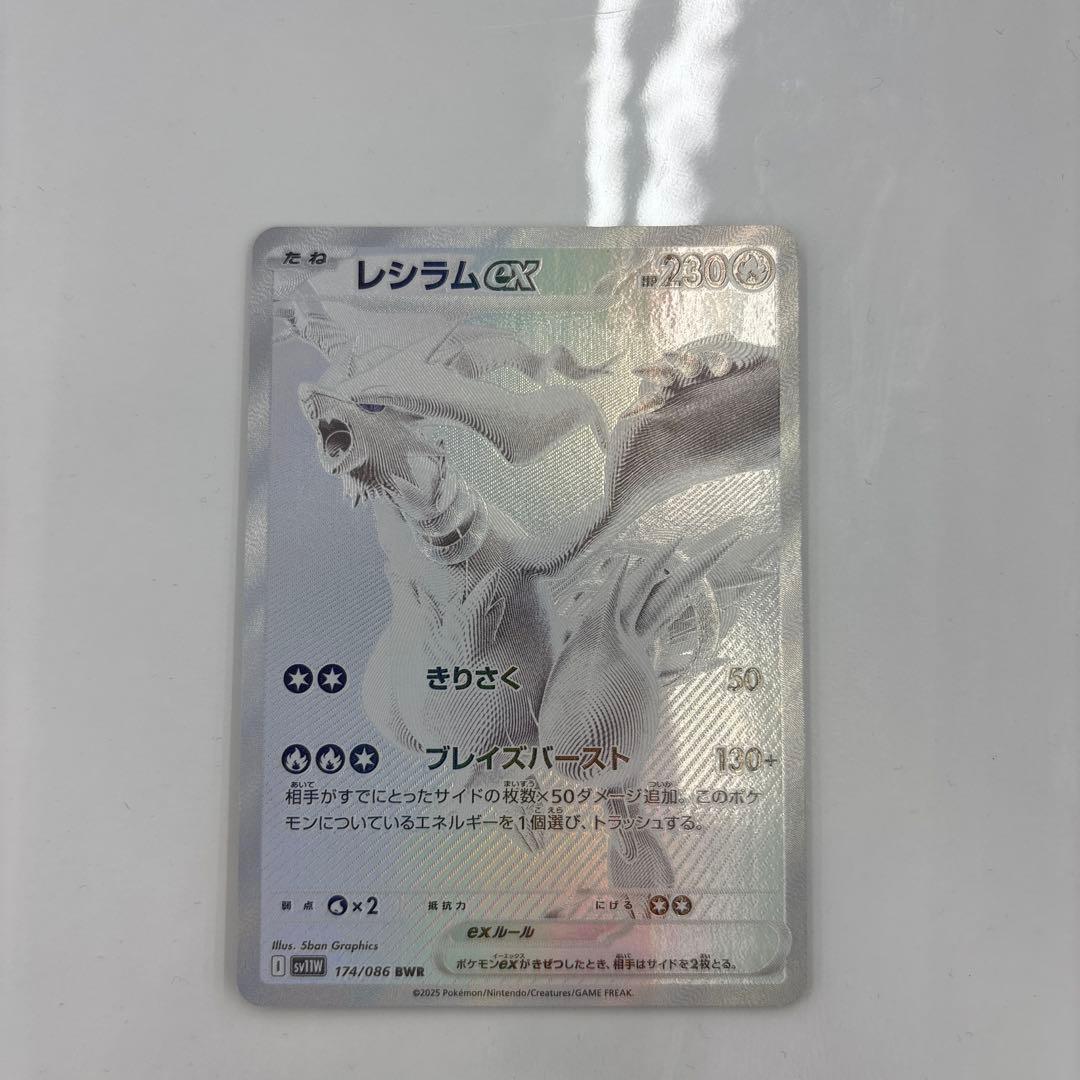 たね レシラムex HP 230
きりさく 50
ブレイズバースト 130+
相手がすでにとったサイドの枚数×50ダメージ追加。このポケ
モンについているエネルギーを1個選び、トラッシュする。
弱点 ×2 抵抗力 にげる
exルール
ポケモンexがきぜつしたとき、相手はサイドを2枚とる。
Illus. 5ban Graphics
I sv11W 174/086 BWR
©2025 Pokémon/Nintendo/Creatures/GAME FREAK.